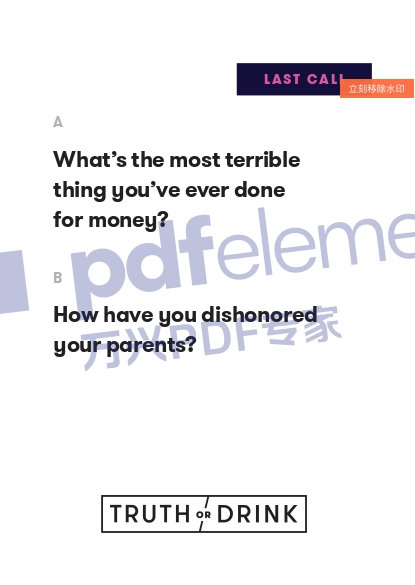 LAST CALL
立刻移除水印
A
What's the most terrible
thing you've ever done
for money?
pdfeleme
B
How have you dishonored
your parents?
万兴PDF专家
TRUTH OR DRINK